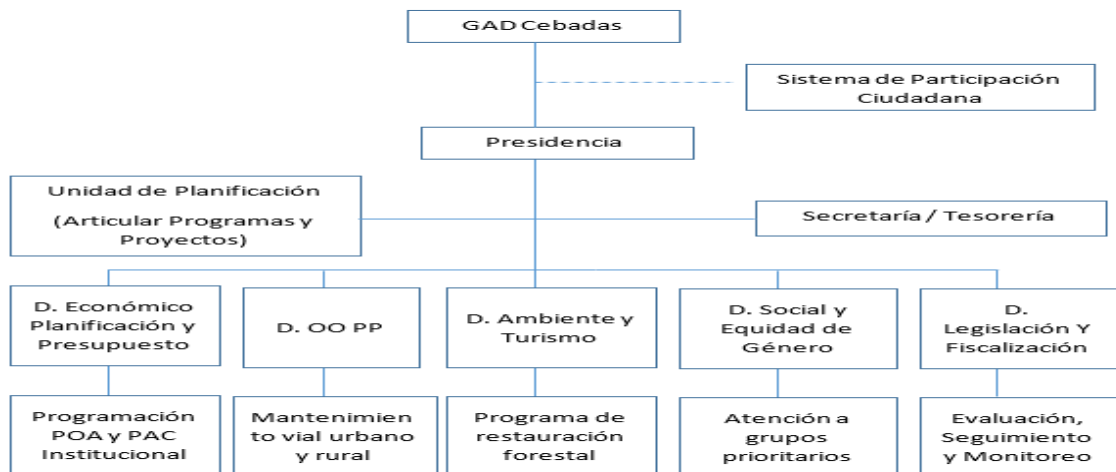 GAD Cebadas
Sistema de Participación
Ciudadana
Presidencia
Unidad de Planificación
(Articular Programas y
Proyectos)
Secretaría / Tesorería
D. Económico
Planificación y
Presupuesto
D. OO PP
D. Ambiente y
Turismo
D. Social y
Equidad de
Género
D.
Legislación Y
Fiscalización
Programación
POA y PAC
Institucional
Mantenimien
to vial urbano
y rural
Programa de
restauración
forestal
Atención a
grupos
prioritarios
Evaluación,
Seguimiento
y Monitoreo